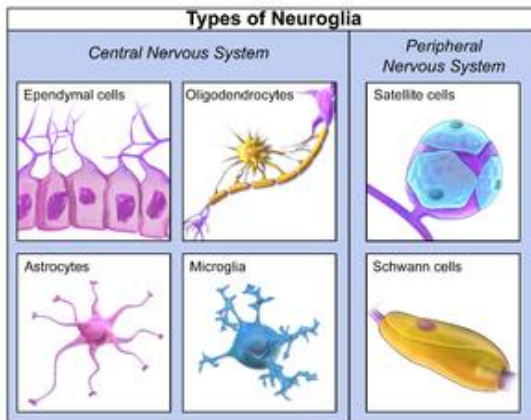 Types of Neuroglia
Central Nervous System
Peripheral
Nervous System
Ependymal cells
Oligodendrocytes
Satellite cells
Astrocytes
Microglia
Schwann cells